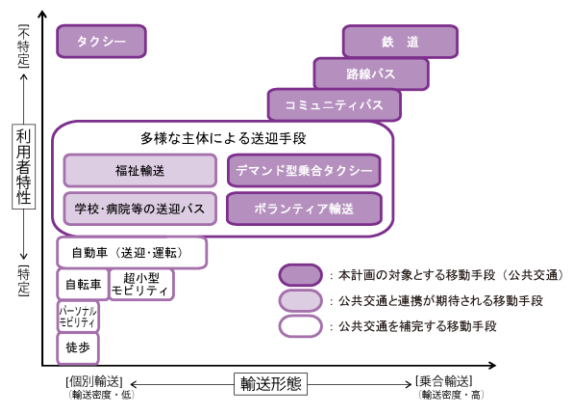 [不特定]
利用者特性
[特定]
タクシー
鉄 道
路線バス
コミュニティバス
多様な主体による送迎手段
福祉輸送
デマンド型乗合タクシー
学校・病院等の送迎バス
ボランティア輸送
自動車（送迎・運転）
自転車
超小型
モビリティ
パーソナル
モビリティ
徒歩
：本計画の対象とする移動手段（公共交通）
：公共交通と連携が期待される移動手段
：公共交通を補完する移動手段
[個別輸送]
（輸送密度・低）
輸送形態
[乗合輸送]
（輸送密度・高）